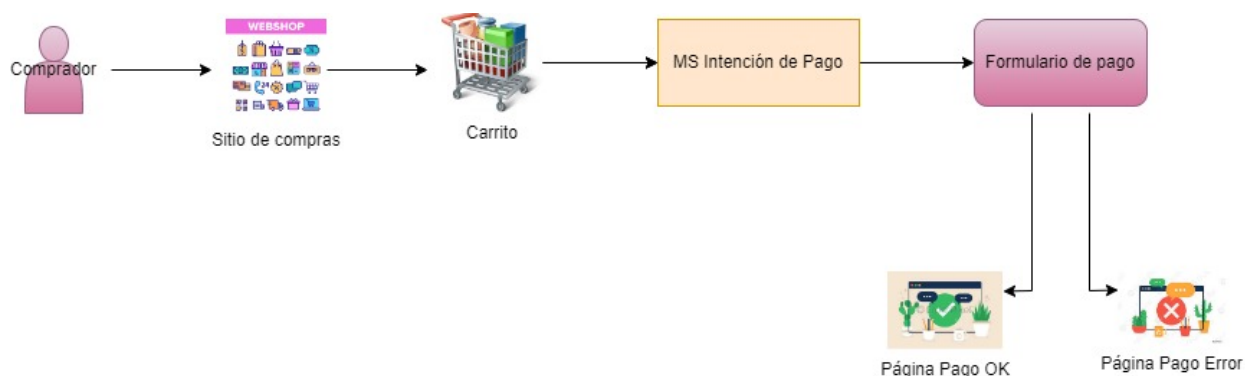 WEBSHOP
Comprador
Sitio de compras
Carrito
MS Intención de Pago
Formulario de pago
Página Pago OK
Página Pago Error